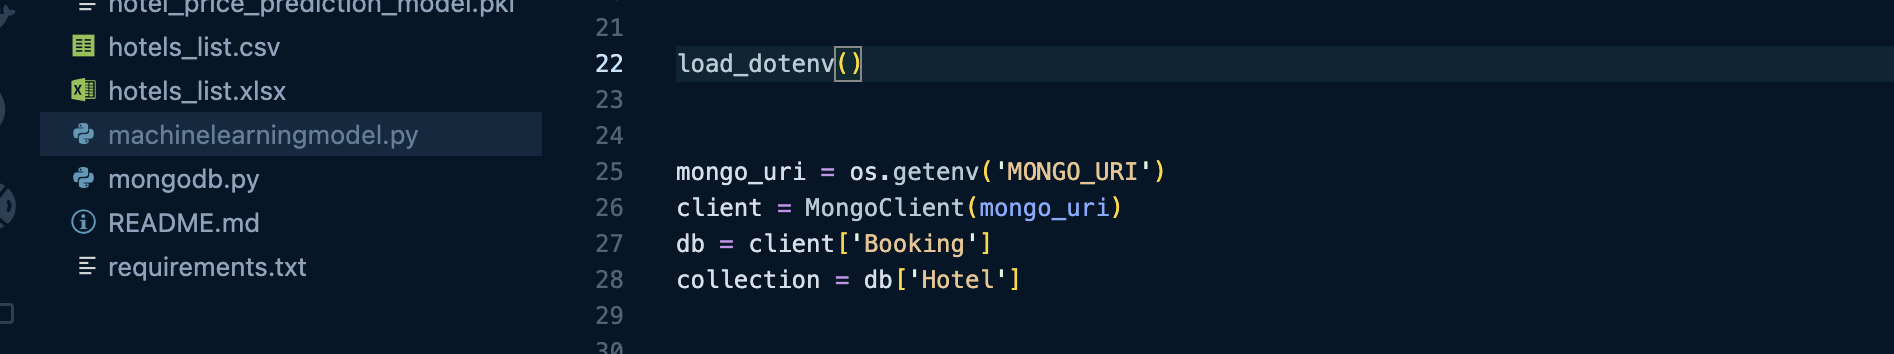 hotel_price_prediction_model.pkl
hotels_list.csv
hotels_list.xlsx
machinelearningmodel.py
mongodb.py
README.md
requirements.txt
21
22 load_dotenv()
23
24
25 mongo_uri = os.getenv('MONGO_URI')
26 client = MongoClient(mongo_uri)
27 db = client['Booking']
28 collection = db['Hotel']
29
30